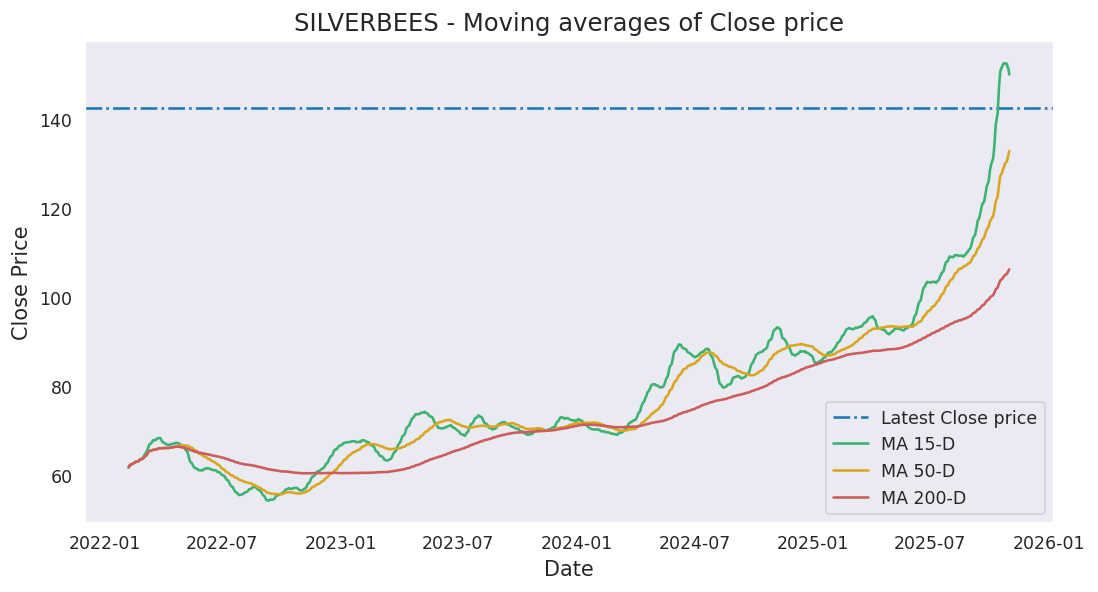 SILVERBEES - Moving averages of Close price
Close Price
140
120
100
80
60
Latest Close price
MA 15-D
MA 50-D
MA 200-D
2022-01 2022-07 2023-01 2023-07 2024-01 2024-07 2025-01 2025-07 2026-01
Date